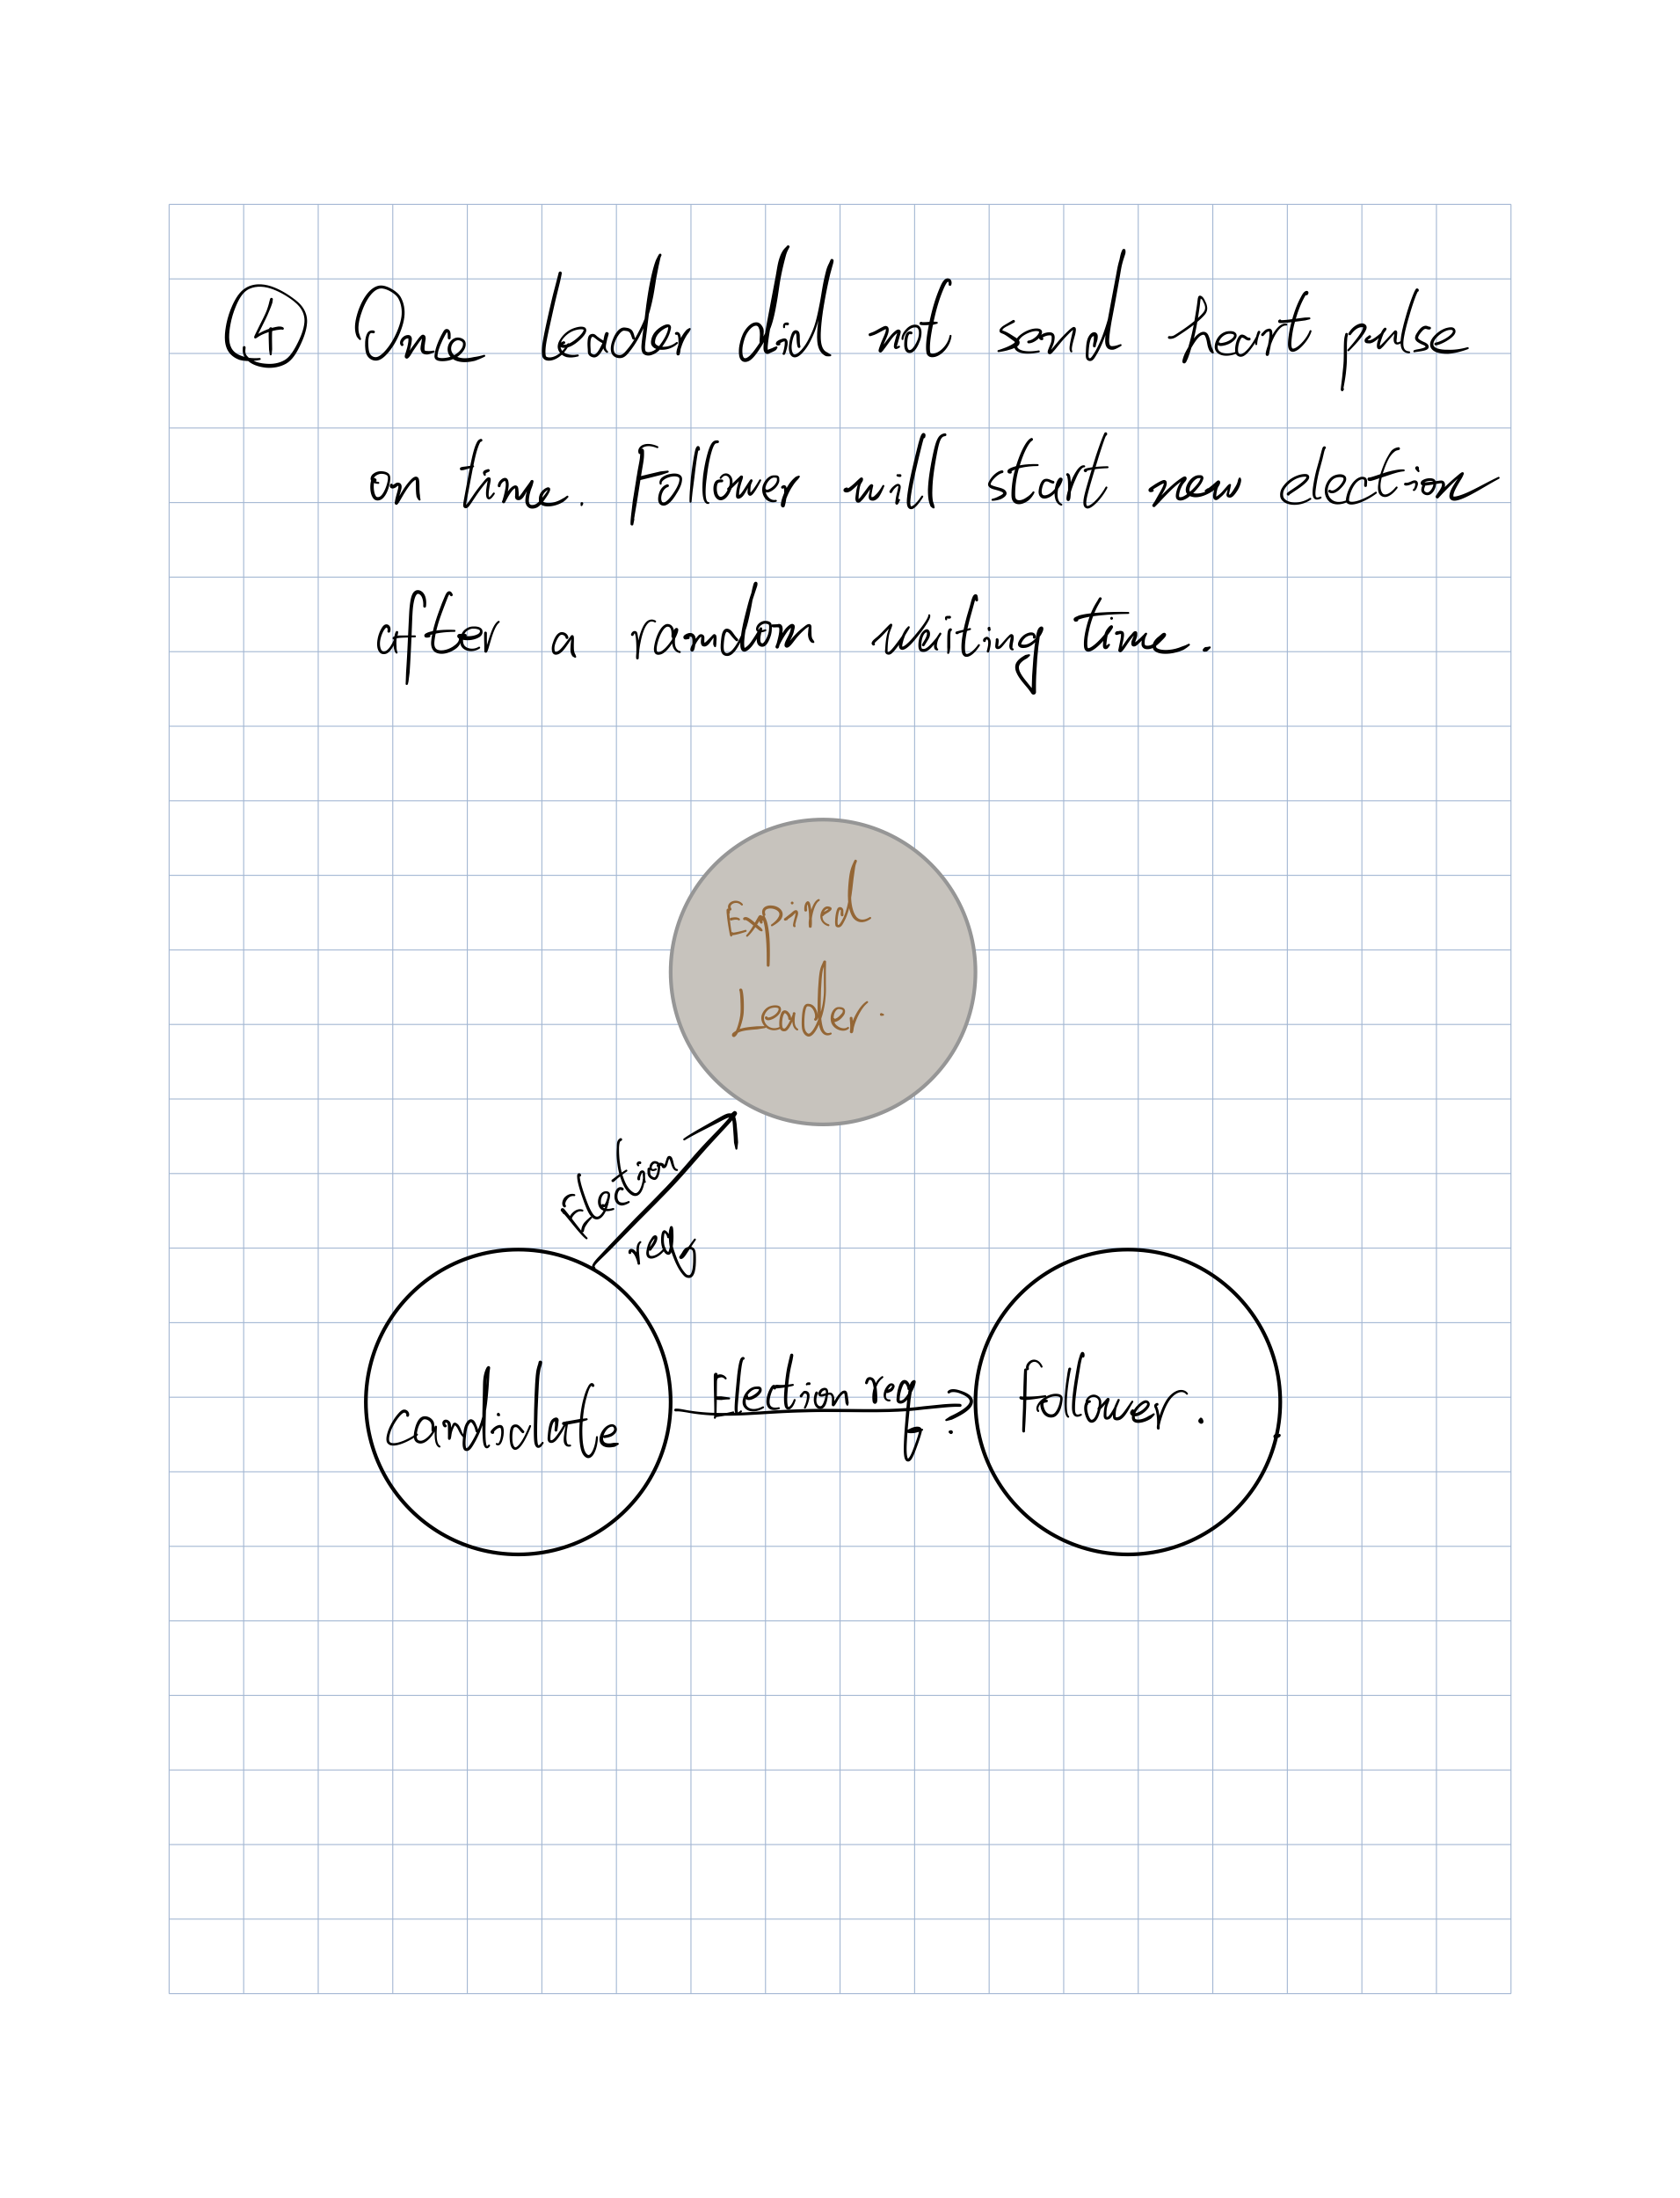 ④ One leader did not send heart pulse
on time. Follower will start new election
after a random waiting time.
Expired
Leader.
Election
req
candidate
Election req.
follower.